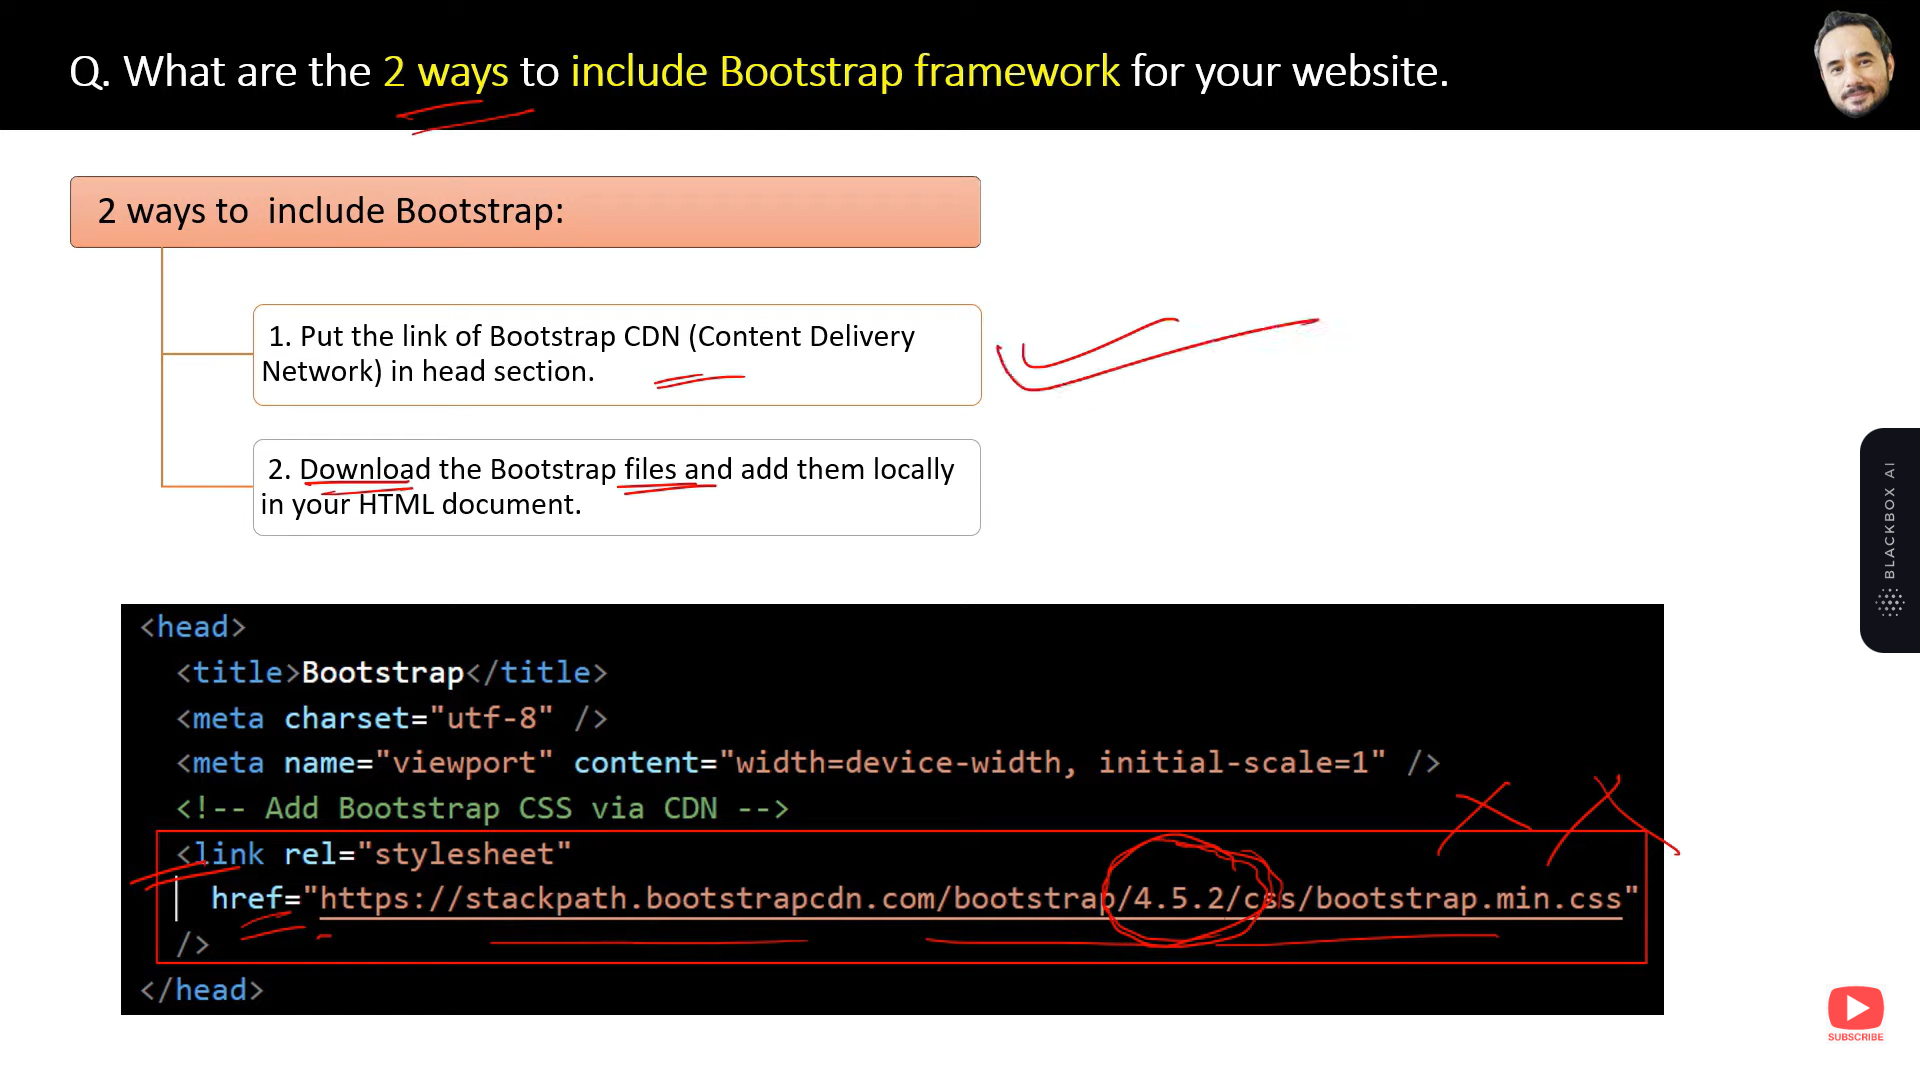 Q. What are the 2 ways to include Bootstrap framework for your website.
2 ways to include Bootstrap:
1. Put the link of Bootstrap CDN (Content Delivery
Network) in head section.
2. Download the Bootstrap files and add them locally
in your HTML document.
BLACKBOX AI
<head>
<title>Bootstrap</title>
<meta charset="utf-8" />
<meta name="viewport" content="width=device-width, initial-scale=1" />
<!-- Add Bootstrap CSS via CDN -->
<link rel="stylesheet"
href="https://stackpath.bootstrapcdn.com/bootstrap/4.5.2/css/bootstrap.min.css"
/>
</head>
SUBSCRIBE